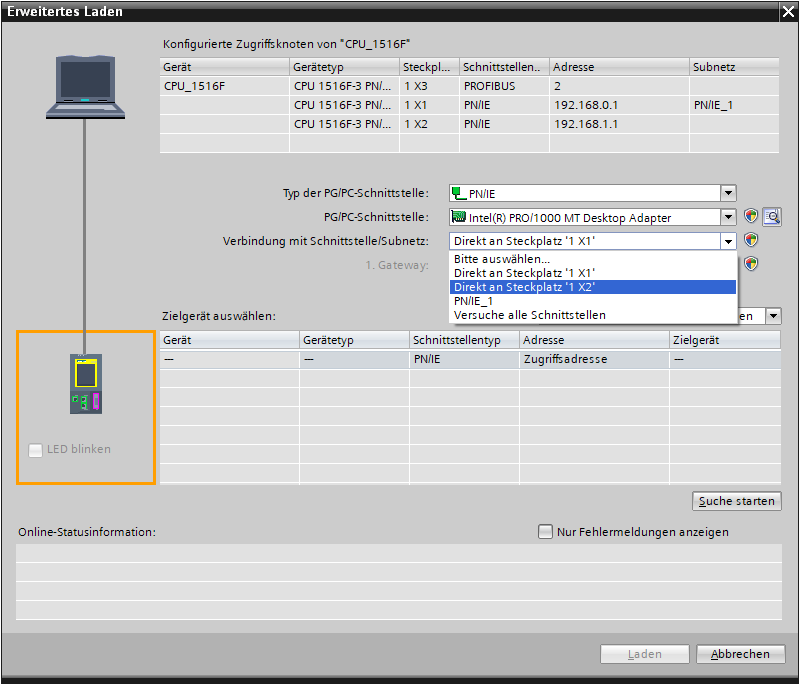 Erweitertes Laden
Konfigurierte Zugriffsknoten von "CPU_1516F"
Gerät Gerätetyp Steckpl... Schnittstellen.. Adresse Subnetz
CPU_1516F CPU 1516F-3 PN/... 1 X3 PROFIBUS 2
CPU 1516F-3 PN/... 1 X1 PN/IE 192.168.0.1 PN/IE_1
CPU 1516F-3 PN/... 1 X2 PN/IE 192.168.1.1
Typ der PG/PC-Schnittstelle: PN/IE
PG/PC-Schnittstelle: Intel(R) PRO/1000 MT Desktop Adapter
Verbindung mit Schnittstelle/Subnetz: Direkt an Steckplatz '1 X1'
1. Gateway:
Bitte auswählen...
Direkt an Steckplatz '1 X1'
Direkt an Steckplatz '1 X2'
PN/IE_1
Versuche alle Schnittstellen
Zielgerät auswählen: en
Gerät Gerätetyp Schnittstellentyp Adresse Zielgerät
— — PN/IE Zugriffsadresse —
LED blinken
Suche starten
Online-Statusinformation: Nur Fehlermeldungen anzeigen
Laden Abbrechen